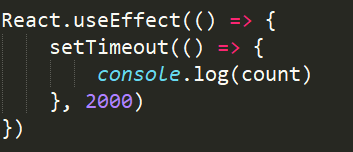 React.useEffect(() => {
    setTimeout(() => {
        console.log(count)
    }, 2000)
})